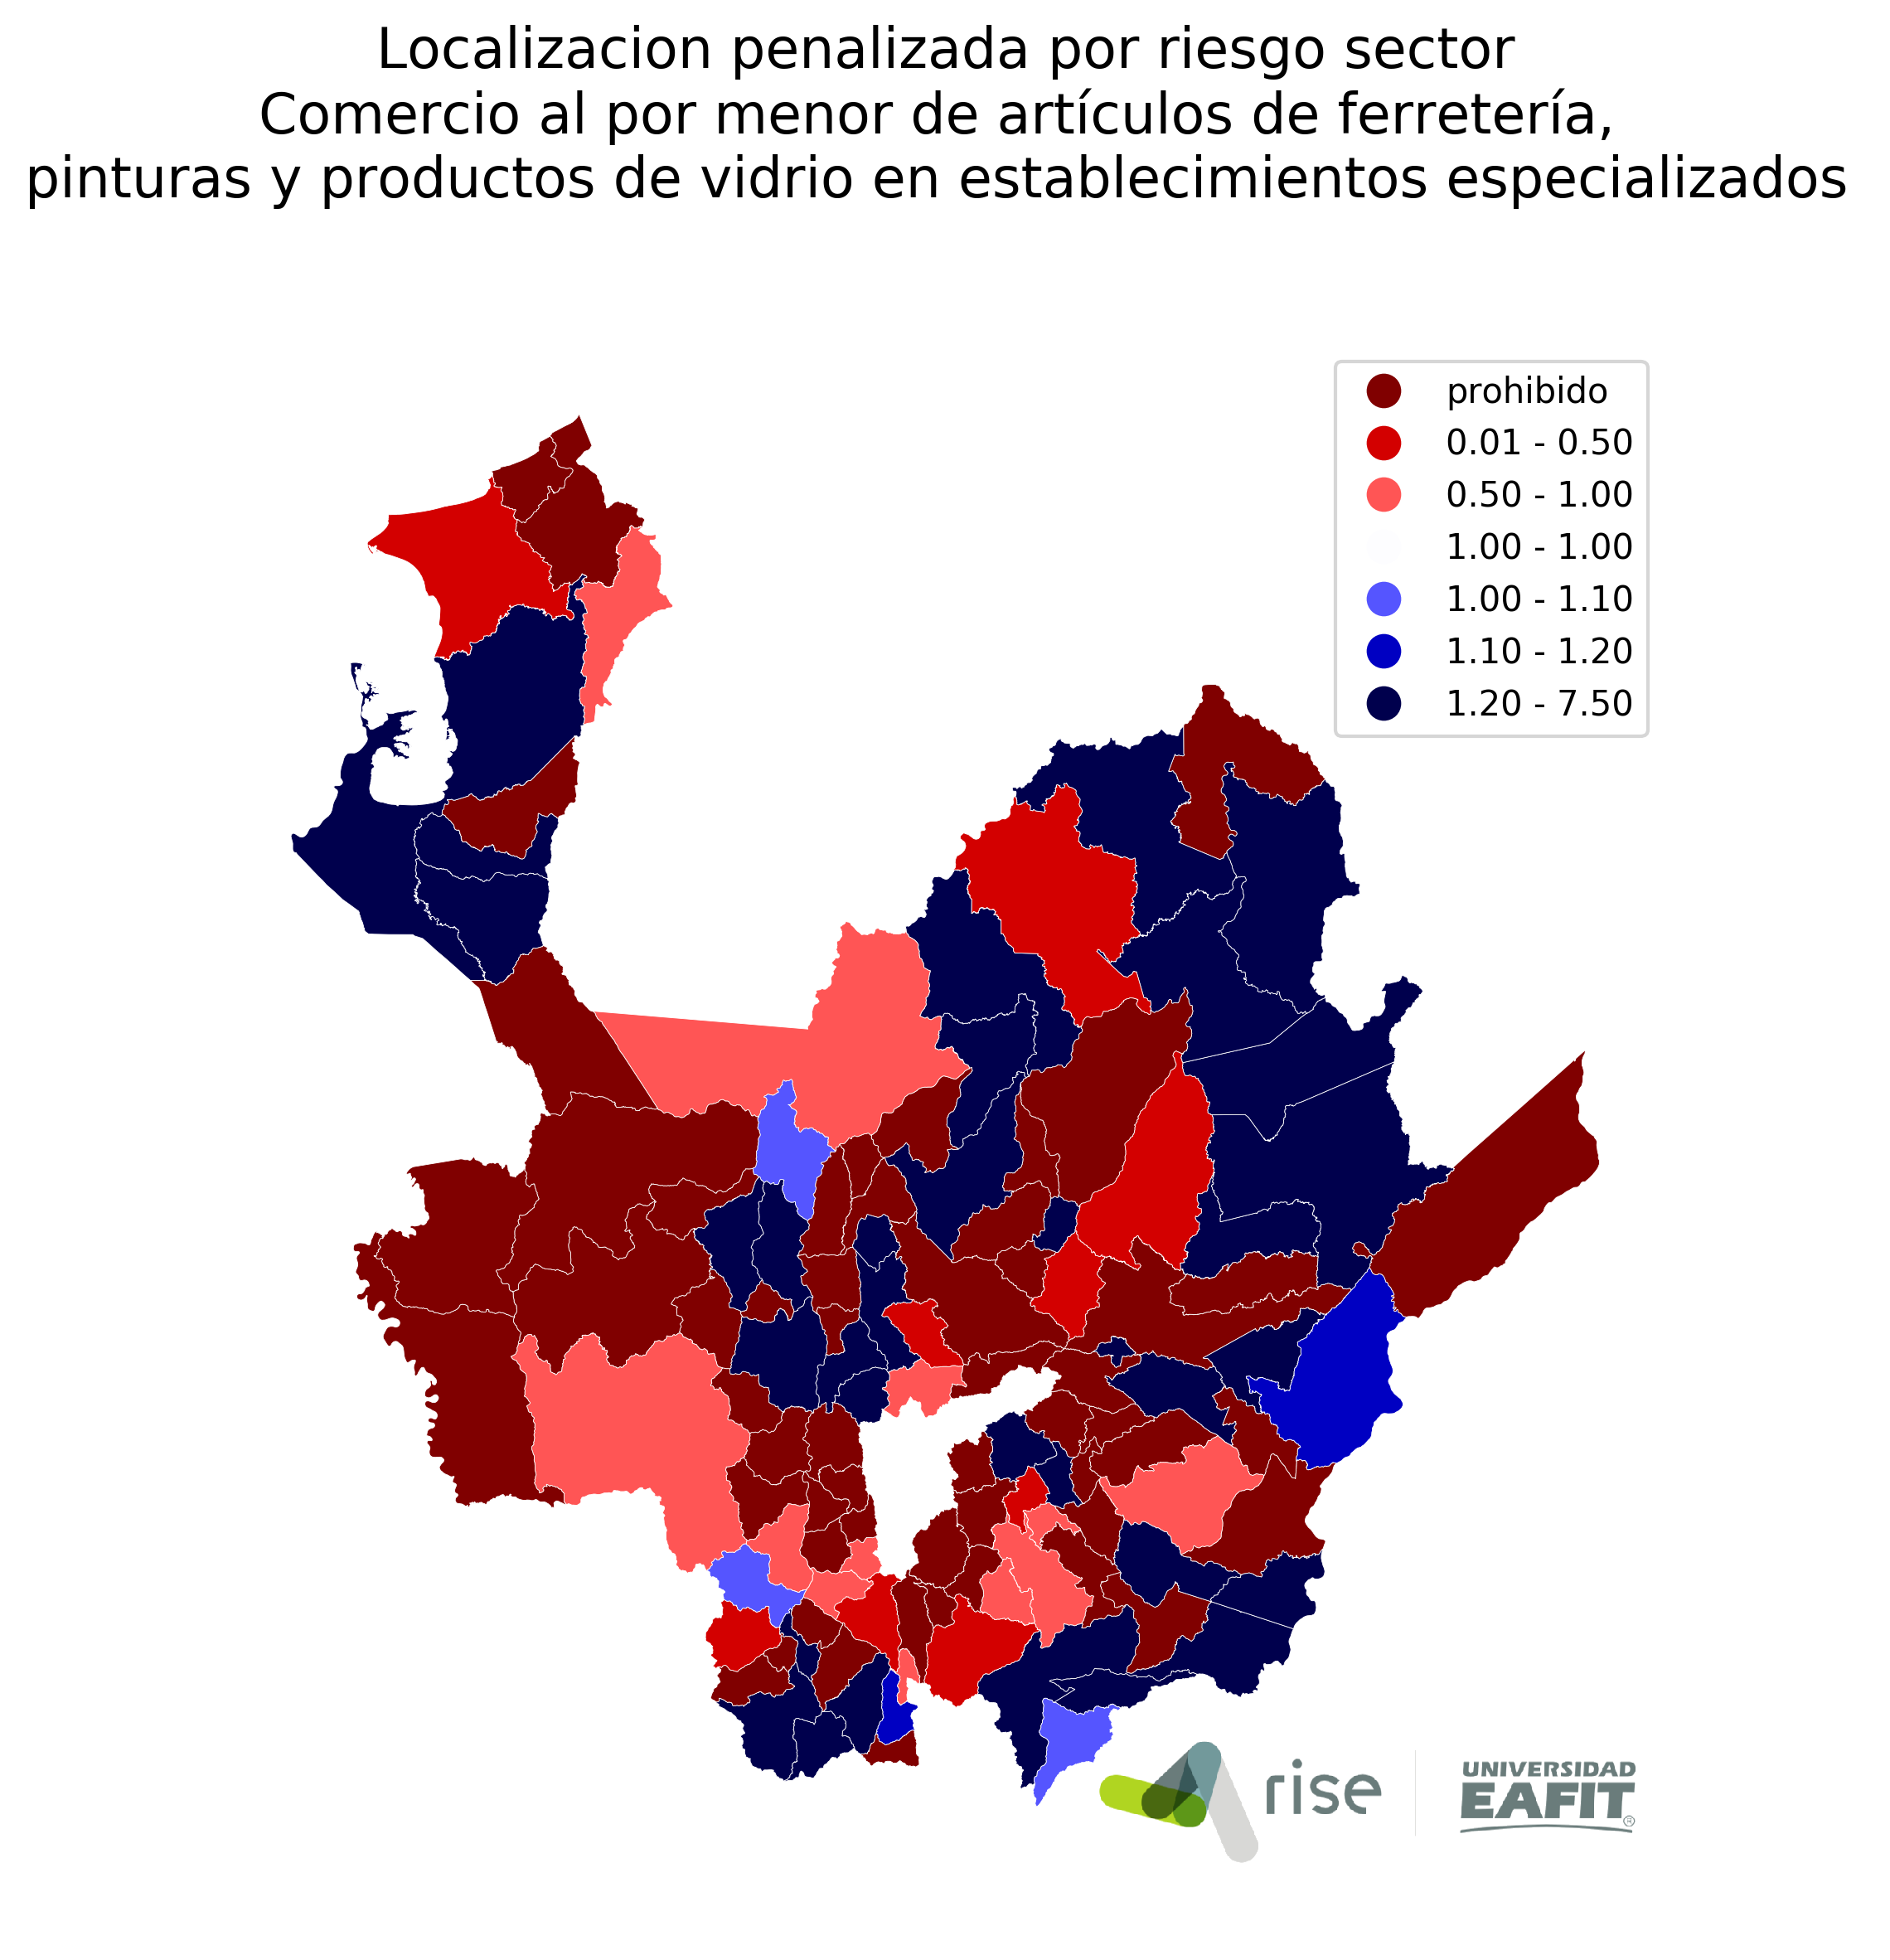 Localizacion penalizada por riesgo sector
Comercio al por menor de artículos de ferretería,
pinturas y productos de vidrio en establecimientos especializados
prohibido
0.01 - 0.50
0.50 - 1.00
1.00 - 1.00
1.00 - 1.10
1.10 - 1.20
1.20 - 7.50
rise
UNIVERSIDAD
EAFIT®